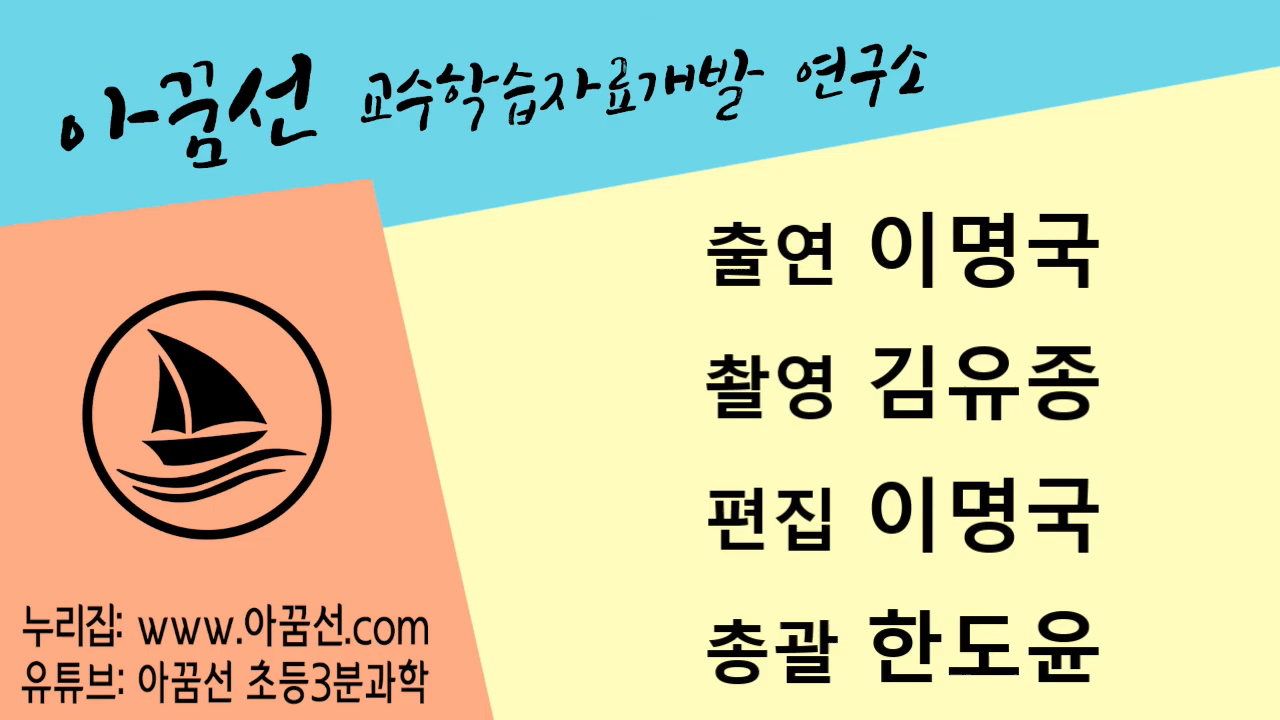 아꿈선 교수학습자료개발 연구소
출연 이명국
촬영 김유종
편집 이명국
총괄 한도윤
누리집: www.아꿈선.com
유튜브: 아꿈선 초등3분과학